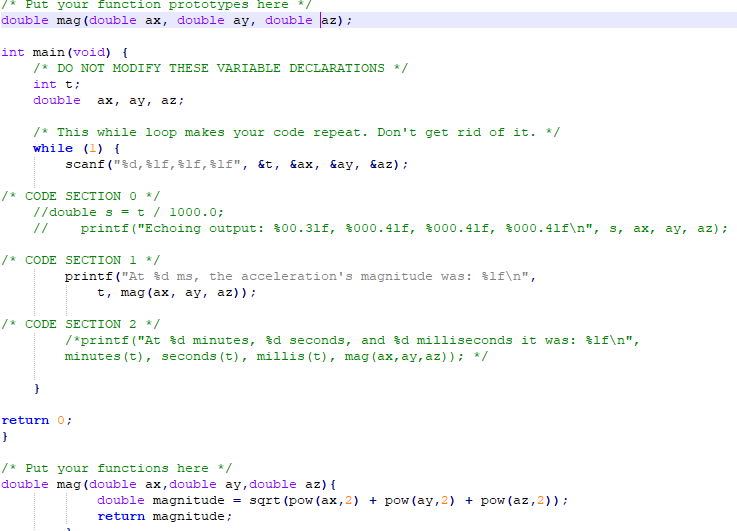 /* Put your function prototypes here */
double mag(double ax, double ay, double az);
int main(void) {
/* DO NOT MODIFY THESE VARIABLE DECLARATIONS */
int t;
double  ax, ay, az;
/* This while loop makes your code repeat. Don't get rid of it. */
while (1) {
scanf("%d,%lf,%lf,%lf", &t, &ax, &ay, &az);
/* CODE SECTION 0 */
//double s = t / 1000.0;
//    printf("Echoing output: %00.3lf, %000.4lf, %000.4lf, %000.4lf\n", s, ax, ay, az);
/* CODE SECTION 1 */
printf("At %d ms, the acceleration's magnitude was: %lf\n",
t, mag(ax, ay, az));
/* CODE SECTION 2 */
/*printf("At %d minutes, %d seconds, and %d milliseconds it was: %lf\n",
minutes(t), seconds(t), millis(t), mag(ax,ay,az)); */
}
return 0;
}
/* Put your functions here */
double mag(double ax,double ay,double az){
double magnitude = sqrt(pow(ax,2) + pow(ay,2) + pow(az,2));
return magnitude;
}